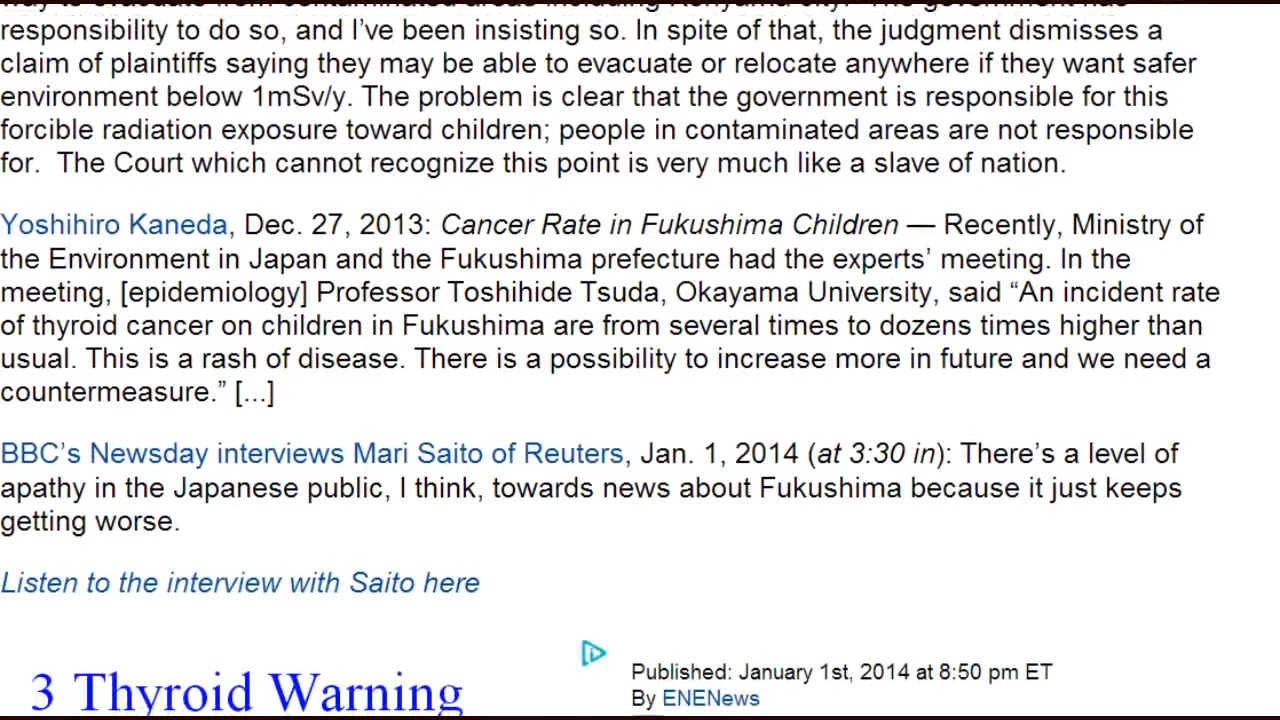 responsibility to do so, and I've been insisting so. In spite of that, the judgment dismisses a
claim of plaintiffs saying they may be able to evacuate or relocate anywhere if they want safer
environment below 1mSv/y. The problem is clear that the government is responsible for this
forcible radiation exposure toward children; people in contaminated areas are not responsible
for.  The Court which cannot recognize this point is very much like a slave of nation.
Yoshihiro Kaneda, Dec. 27, 2013: Cancer Rate in Fukushima Children — Recently, Ministry of
the Environment in Japan and the Fukushima prefecture had the experts' meeting. In the
meeting, [epidemiology] Professor Toshihide Tsuda, Okayama University, said “An incident rate
of thyroid cancer on children in Fukushima are from several times to dozens times higher than
usual. This is a rash of disease. There is a possibility to increase more in future and we need a
countermeasure.” [...]
BBC's Newsday interviews Mari Saito of Reuters, Jan. 1, 2014 (at 3:30 in): There's a level of
apathy in the Japanese public, I think, towards news about Fukushima because it just keeps
getting worse.
Listen to the interview with Saito here
3 Thyroid Warning
Published: January 1st, 2014 at 8:50 pm ET
By ENENews